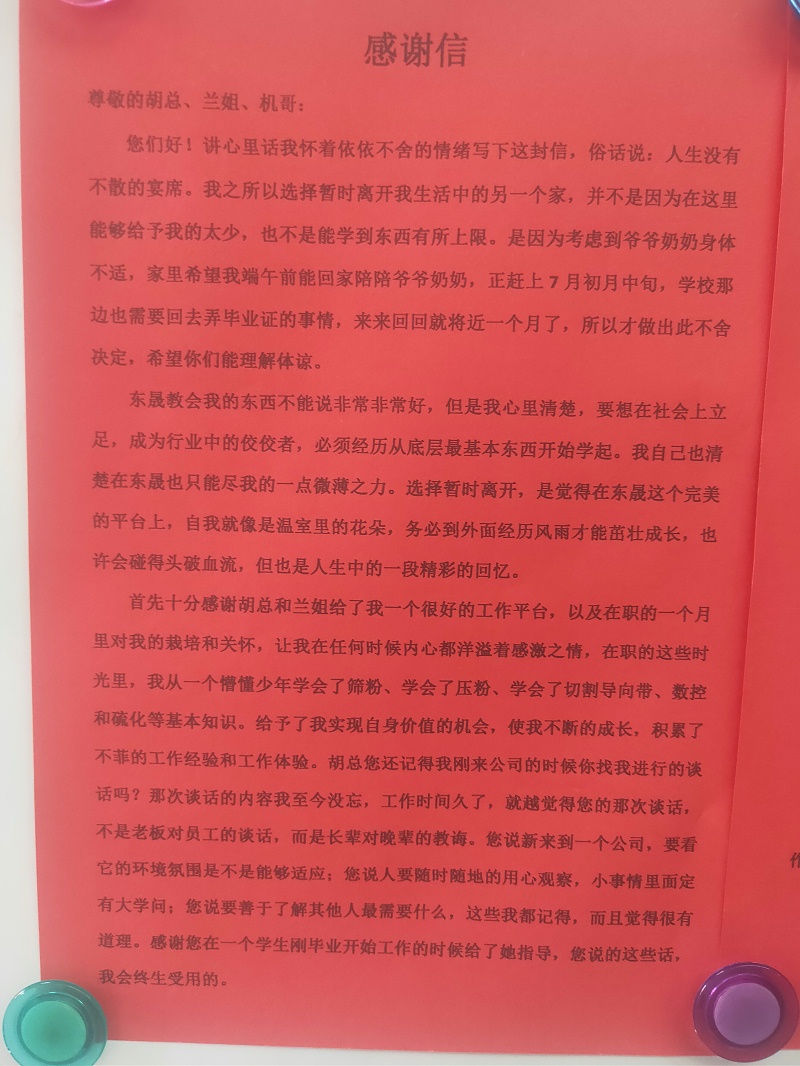 感谢信
尊敬的胡总、兰姐、机哥：
您们好！讲心里话我怀着依依不舍的情绪写下这封信，俗话说：人生没有
不散的宴席。我之所以选择暂时离开我生活中的另一个家，并不是因为在这里
能够给予我的太少，也不是能学到东西有所上限。是因为考虑到爷爷奶奶身体
不适，家里希望我端午前能回家陪陪爷爷奶奶，正赶上7月初月中旬，学校那
边也需要回去弄毕业证的事情，来来回回就将近一个月了，所以才做出此不舍
决定，希望你们能理解体谅。
东晟教会我的东西不能说非常非常好，但是我心里清楚，要想在社会上立
足，成为行业中的佼佼者，必须经历从底层最基本东西开始学起。我自己也清
楚在东晟也只能尽我的一点微薄之力。选择暂时离开，是觉得在东晟这个完美
的平台上，自我就像是温室里的花朵，务必到外面经历风雨才能茁壮成长，也
许会碰得头破血流，但也是人生中的一段精彩的回忆。
首先十分感谢胡总和兰姐给了我一个很好的工作平台，以及在职的一个月
里对我的栽培和关怀，让我在任何时候内心都洋溢着感激之情，在职的这些时
光里，我从一个懵懂少年学会了筛粉、学会了压粉、学会了切割导向带、数控
和硫化等基本知识。给予了我实现自身价值的机会，使我不断的成长，积累了
不菲的工作经验和工作体验。胡总您还记得我刚来公司的时候你找我进行的谈
话吗？那次谈话的内容我至今没忘，工作时间久了，就越觉得您的那次谈话，
不是老板对员工的谈话，而是长辈对晚辈的教诲。您说新来到一个公司，要看
它的环境氛围是不是能够适应；您说人要随时随地的用心观察，小事情里面定
有大学问；您说要善于了解其他人最需要什么，这些我都记得，而且觉得很有
道理。感谢您在一个学生刚毕业开始工作的时候给了她指导，您说的这些话，
我会终生受用的。